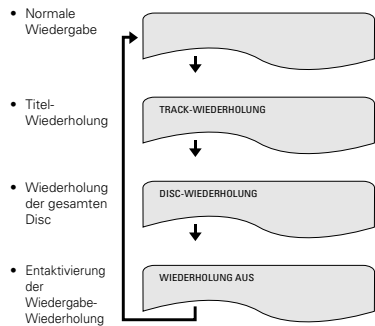 • Normale
Wiedergabe
• Titel-
Wiederholung
TRACK-WIEDERHOLUNG
• Wiederholung
der gesamten
Disc
DISC-WIEDERHOLUNG
• Entaktivierung
der
Wiedergabe-
Wiederholung
WIEDERHOLUNG AUS